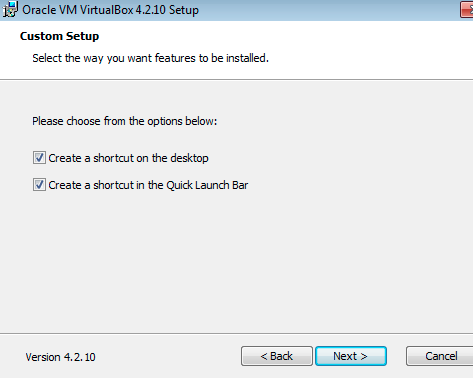 Oracle VM VirtualBox 4.2.10 Setup
Custom Setup
Select the way you want features to be installed.
Please choose from the options below:
Create a shortcut on the desktop
Create a shortcut in the Quick Launch Bar
Version 4.2.10
< Back
Next >
Cancel